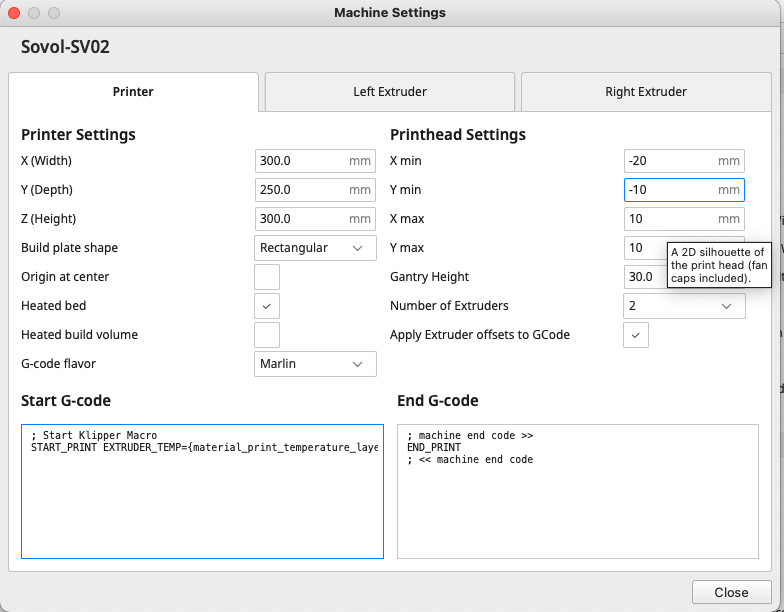 Machine Settings
Sovol-SV02
Printer
Left Extruder
Right Extruder
Printer Settings
X (Width)
300.0 mm
Y (Depth)
250.0 mm
Z (Height)
300.0 mm
Build plate shape
Rectangular
Origin at center
Heated bed
Heated build volume
G-code flavor
Marlin
Printhead Settings
X min
-20 mm
Y min
-10 mm
X max
10 mm
Y max
10
A 2D silhouette of
the print head (fan
caps included).
Gantry Height
30.0
Number of Extruders
2
Apply Extruder offsets to GCode
Start G-code
; Start Klipper Macro
START_PRINT EXTRUDER_TEMP={material_print_temperature_laye
End G-code
; machine end code >>
END_PRINT
; << machine end code
Close